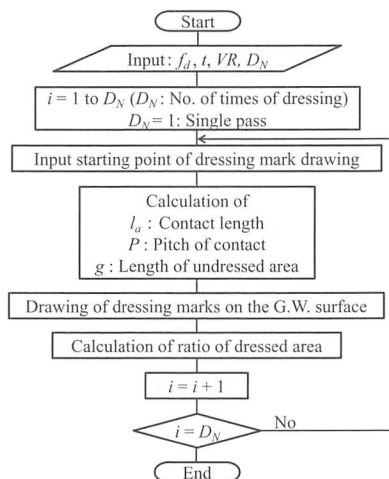 Start
Input: f_d, t, VR, D_N
i = 1 to D_N (D_N : No. of times of dressing)
D_N = 1: Single pass
Input starting point of dressing mark drawing
Calculation of
l_a : Contact length
P : Pitch of contact
g : Length of undressed area
Drawing of dressing marks on the G.W. surface
Calculation of ratio of dressed area
i = i + 1
i = D_N
No
End